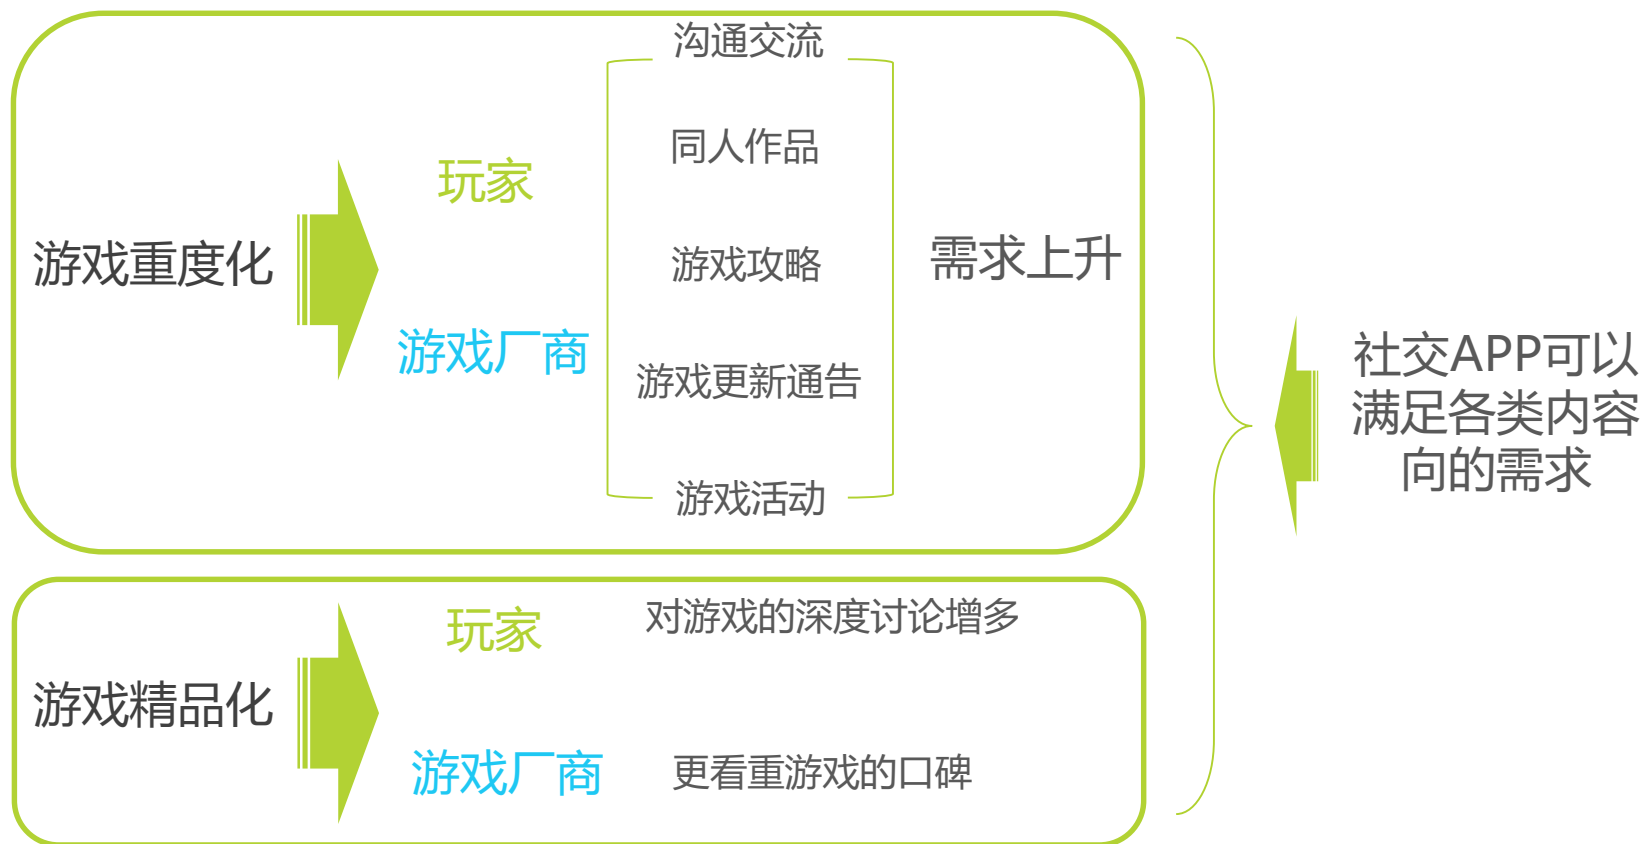 游戏重度化
玩家
游戏厂商
沟通交流
同人作品
游戏攻略
游戏更新通告
游戏活动
需求上升
游戏精品化
玩家
对游戏的深度讨论增多
游戏厂商
更看重游戏的口碑
社交APP可以
满足各类内容
向的需求